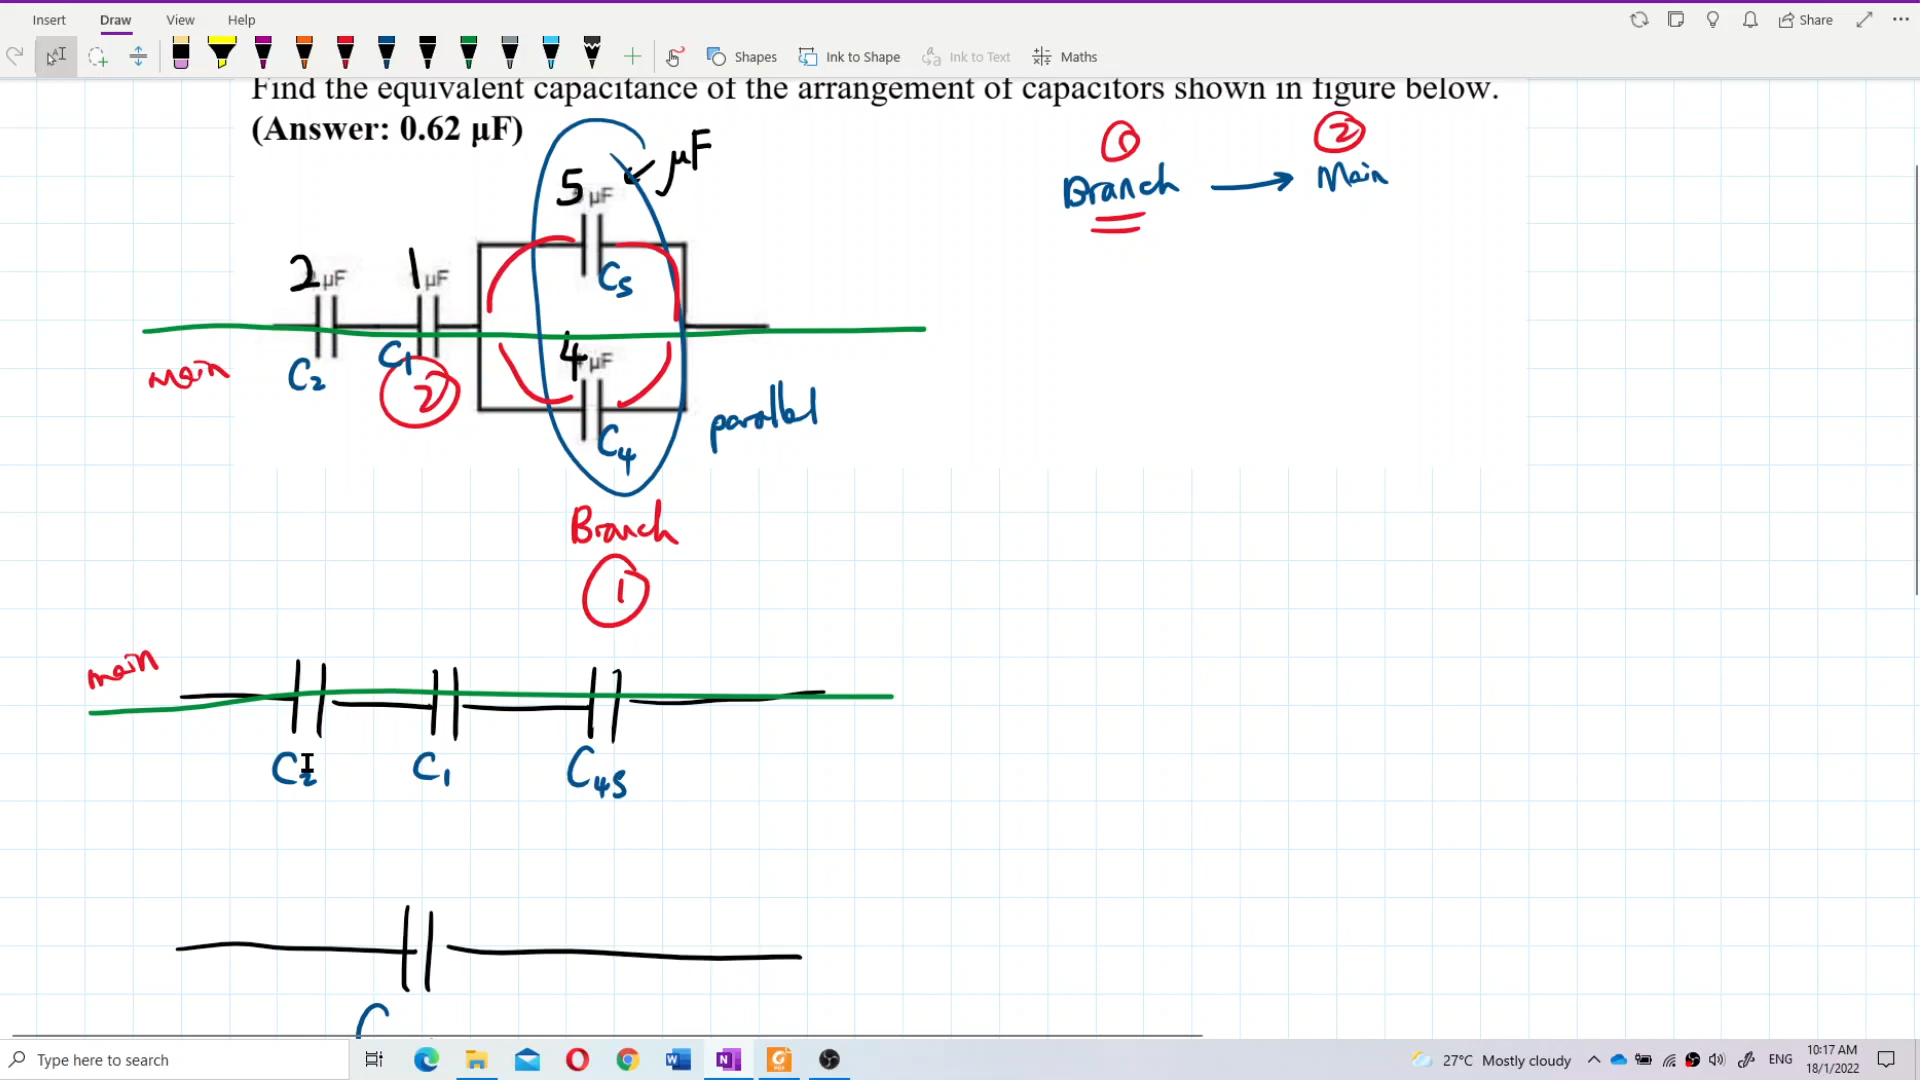 Insert Draw View Help
Share
Shapes Ink to Shape Ink to Text Maths
Find the equivalent capacitance of the arrangement of capacitors shown in figure below.
(Answer: 0.62 μF)
① ②
Branch → Main
μF
5 μF
C5
2 μF 1 μF
main C2 C1
②
4 μF
C4
parallel
Branch
①
main
C2 C1 C45
C
Type here to search
27°C Mostly cloudy
ENG
10:17 AM
18/1/2022